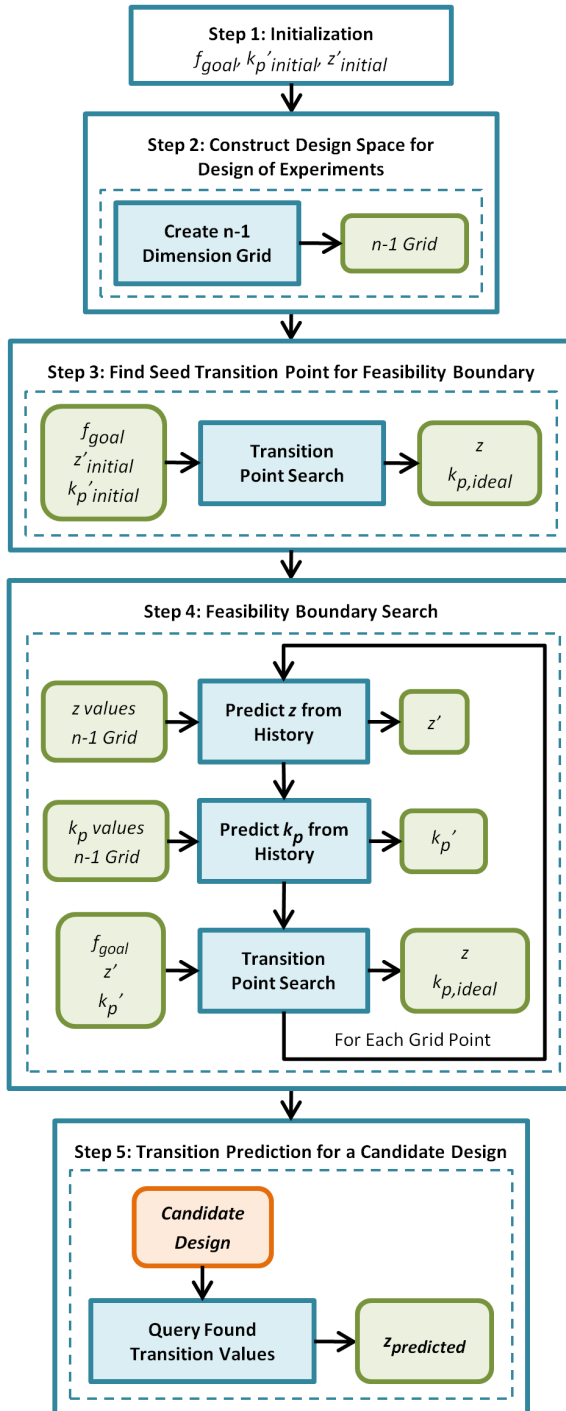 Step 1: Initialization
f_goal, k_p'initial, z'initial
Step 2: Construct Design Space for
Design of Experiments
Create n-1
Dimension Grid
n-1 Grid
Step 3: Find Seed Transition Point for Feasibility Boundary
f_goal
z'initial
k_p'initial
Transition
Point Search
z
k_p,ideal
Step 4: Feasibility Boundary Search
z values
n-1 Grid
Predict z from
History
z'
k_p values
n-1 Grid
Predict k_p from
History
k_p'
f_goal
z'
k_p'
Transition
Point Search
z
k_p,ideal
For Each Grid Point
Step 5: Transition Prediction for a Candidate Design
Candidate
Design
Query Found
Transition Values
z_predicted